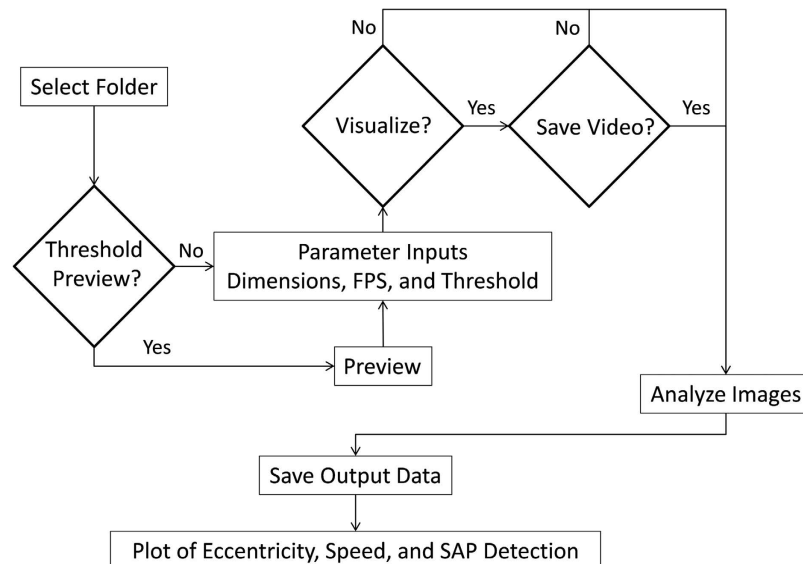 Select Folder
Threshold
Preview?
No
Yes
Preview
Parameter Inputs
Dimensions, FPS, and Threshold
Visualize?
No
Yes
Save Video?
No
Yes
Analyze Images
Save Output Data
Plot of Eccentricity, Speed, and SAP Detection